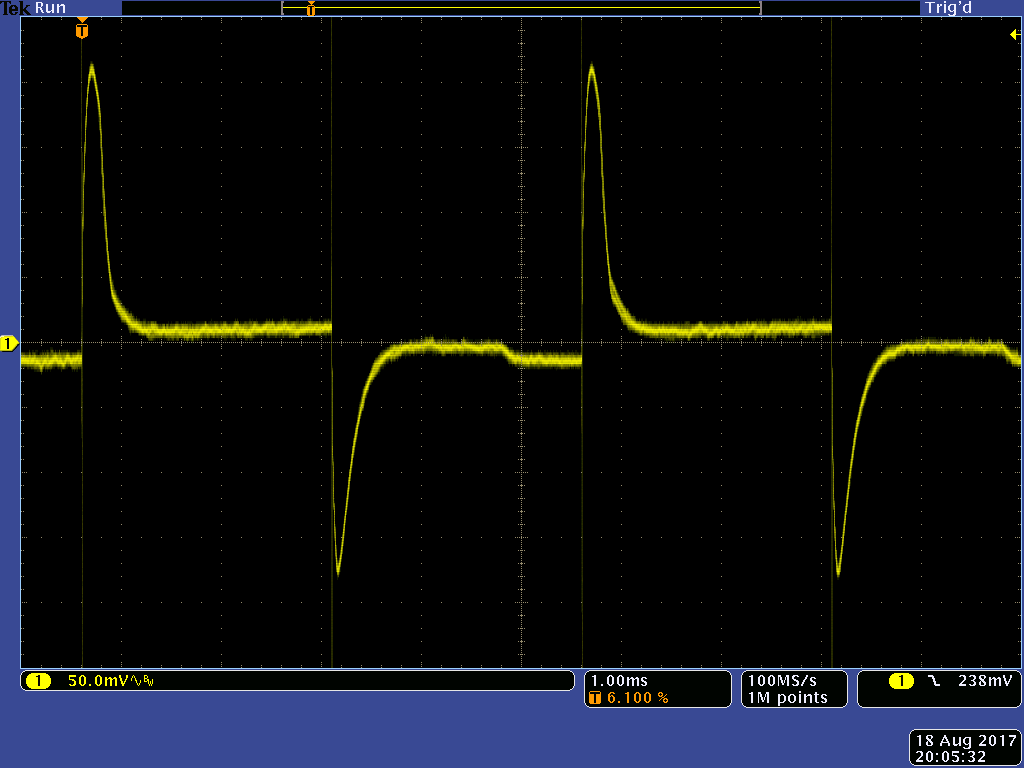 Tek Run Trig'd
T
T
1
1 50.0mV 1.00ms 100MS/s 1 238mV
T 6.100 % 1M points
18 Aug 2017
20:05:32